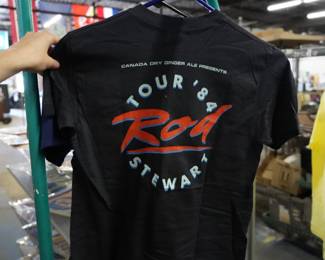 CANADA DRY GINGER ALE PRESENTS
TOUR '84
Rod
STEWART